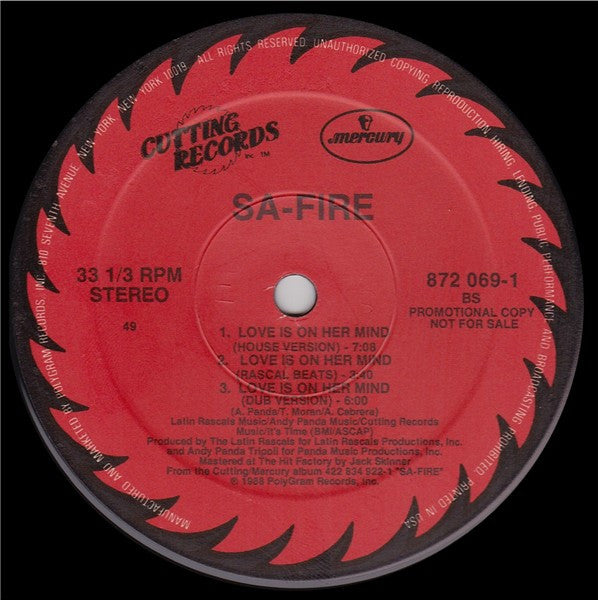 MANUFACTURED AND MARKETED BY POLYGRAM RECORDS, INC. 810 SEVENTH AVENUE, NEW YORK, NEW YORK 10019. ALL RIGHTS RESERVED. UNAUTHORIZED COPYING, REPRODUCTION, HIRING, LENDING, PUBLIC PERFORMANCE AND BROADCASTING PROHIBITED. PRINTED IN USA
CUTTING
RECORDS
INC. ™
mercury
SA-FIRE
33 1/3 RPM
STEREO
49
872 069-1
BS
PROMOTIONAL COPY
NOT FOR SALE
1. LOVE IS ON HER MIND
(HOUSE VERSION) - 7:06
2. LOVE IS ON HER MIND
(RASCAL BEATS) - 3:40
3. LOVE IS ON HER MIND
(DUB VERSION) - 6:00
(A. Panda/T. Moran/A. Cabrera)
Latin Rascals Music/Andy Panda Music/Cutting Records
Music/It's Time (BMI/ASCAP)
Produced by The Latin Rascals for Latin Rascals Productions, Inc.
and Andy Panda Tripoli for Panda Music Productions, Inc.
Mastered at The Hit Factory by Jack Skinner
From the Cutting/Mercury album 422 834 922-1 "SA-FIRE"
℗ 1988 PolyGram Records, Inc.